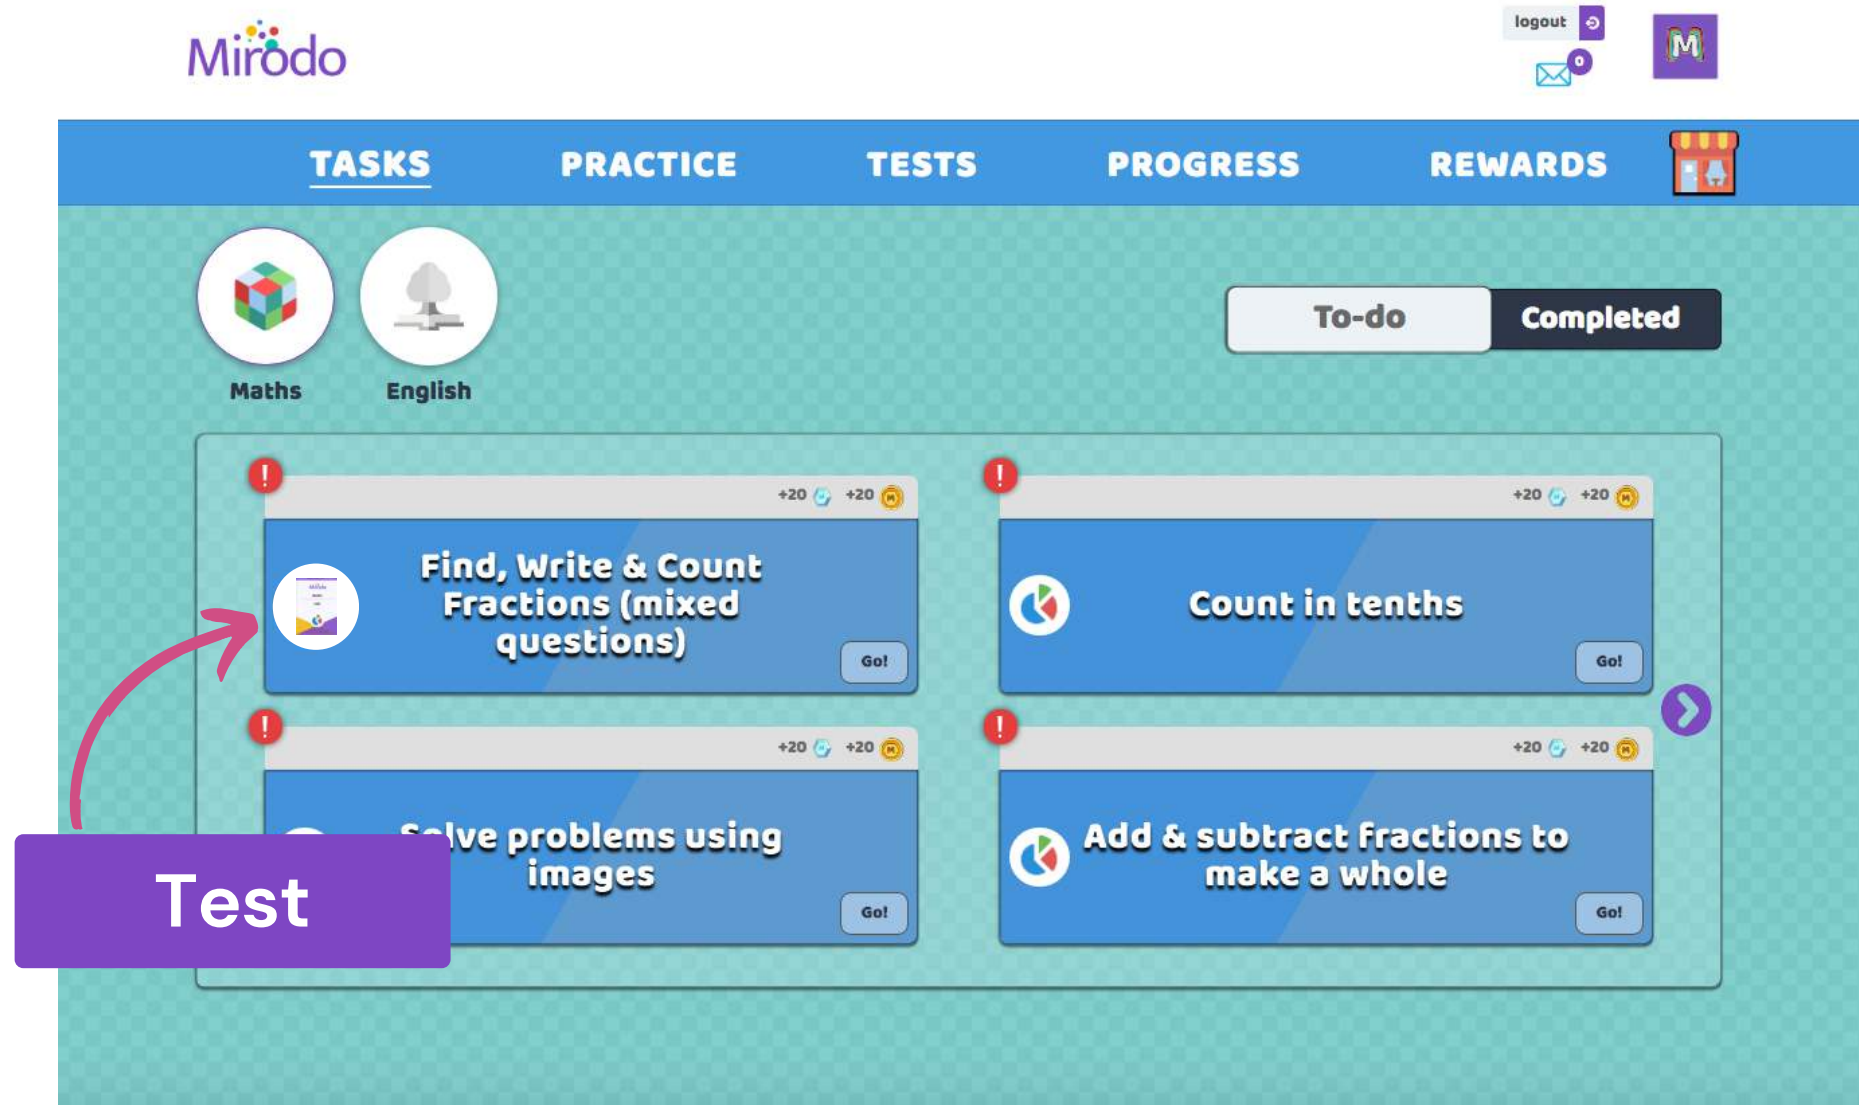 Mirodo
logout
0
M
TASKS PRACTICE TESTS PROGRESS REWARDS
To-do Completed
Maths English
! +20 +20
Find, Write & Count
Fractions (mixed
questions)
Go!
! +20 +20
Count in tenths
Go!
! +20 +20
Solve problems using
images
Go!
! +20 +20
Add & subtract fractions to
make a whole
Go!
Test